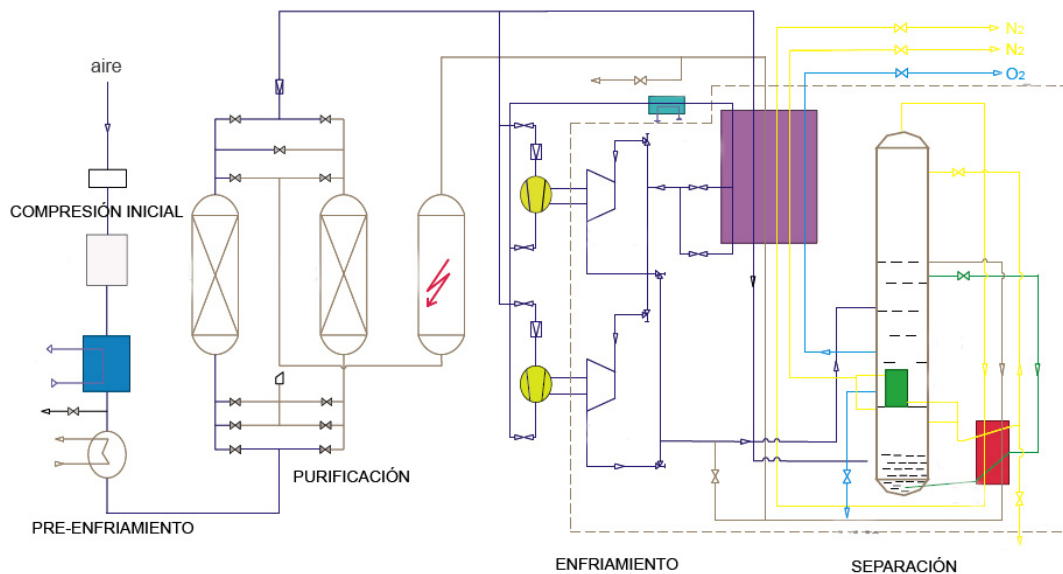 N2
N2
aire
O2
COMPRESIÓN INICIAL
PURIFICACIÓN
PRE-ENFRIAMIENTO
ENFRIAMIENTO
SEPARACIÓN